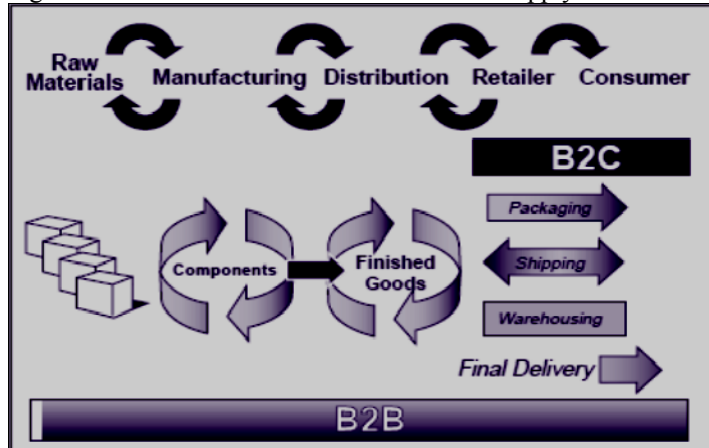 Raw
Materials Manufacturing Distribution Retailer Consumer
B2C
Packaging
Components
Finished
Goods
Shipping
Warehousing
Final Delivery
B2B